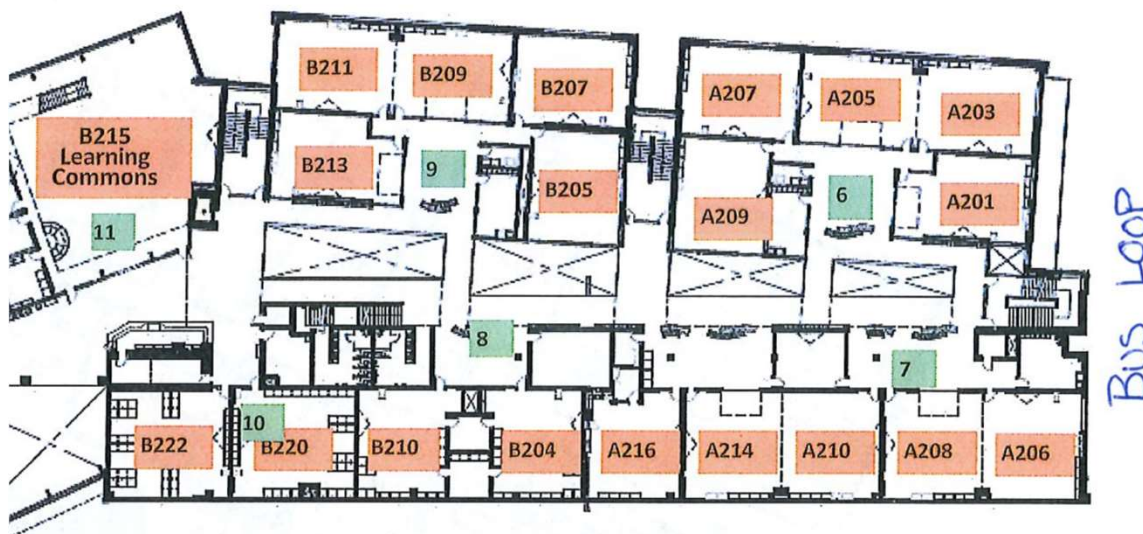 B211
B209
B207
A207
A205
A203
B215
Learning
Commons
B213
9
B205
A209
6
A201
11
8
7
10
B222
B220
B210
B204
A216
A214
A210
A208
A206
BUS LOOP